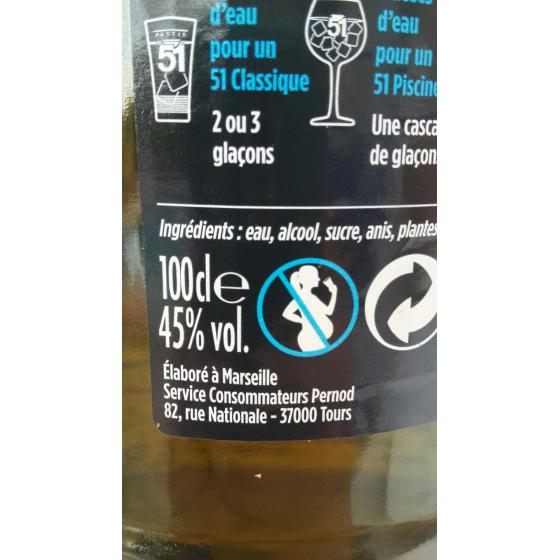 PASTIS
51
d'eau
pour un
51 Classique
2 ou 3
glaçons
51
d'eau
pour un
51 Piscine
Une casca
de glaçon
Ingrédients : eau, alcool, sucre, anis, plantes
100cl e
45% vol.
Élaboré à Marseille
Service Consommateurs Pernod
82, rue Nationale - 37000 Tours